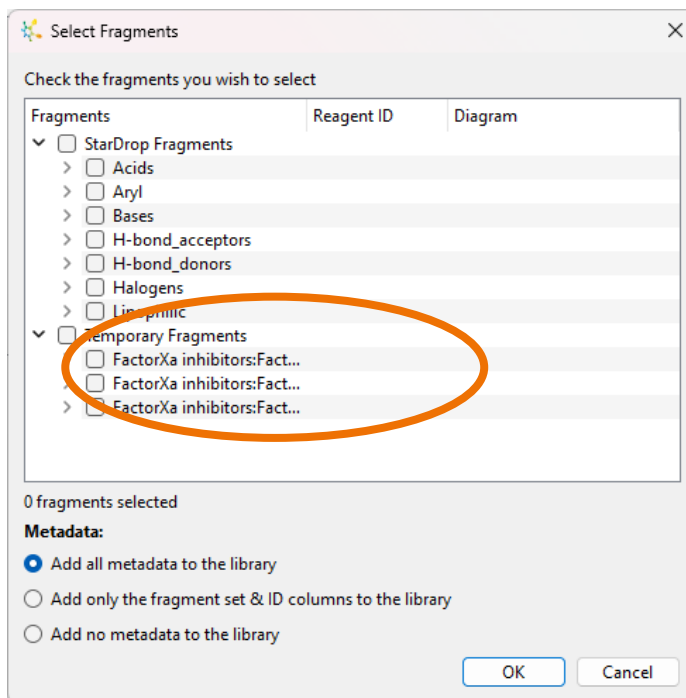 Select Fragments
Check the fragments you wish to select
Fragments Reagent ID Diagram
StarDrop Fragments
Acids
Aryl
Bases
H-bond_acceptors
H-bond_donors
Halogens
Lipophilic
Temporary Fragments
FactorXa inhibitors:Fact...
FactorXa inhibitors:Fact...
FactorXa inhibitors:Fact...
0 fragments selected
Metadata:
Add all metadata to the library
Add only the fragment set & ID columns to the library
Add no metadata to the library
OK Cancel